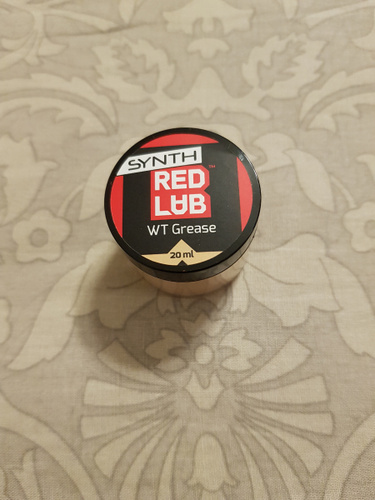 SYNTH
RED
LUB
WT Grease
20 ml